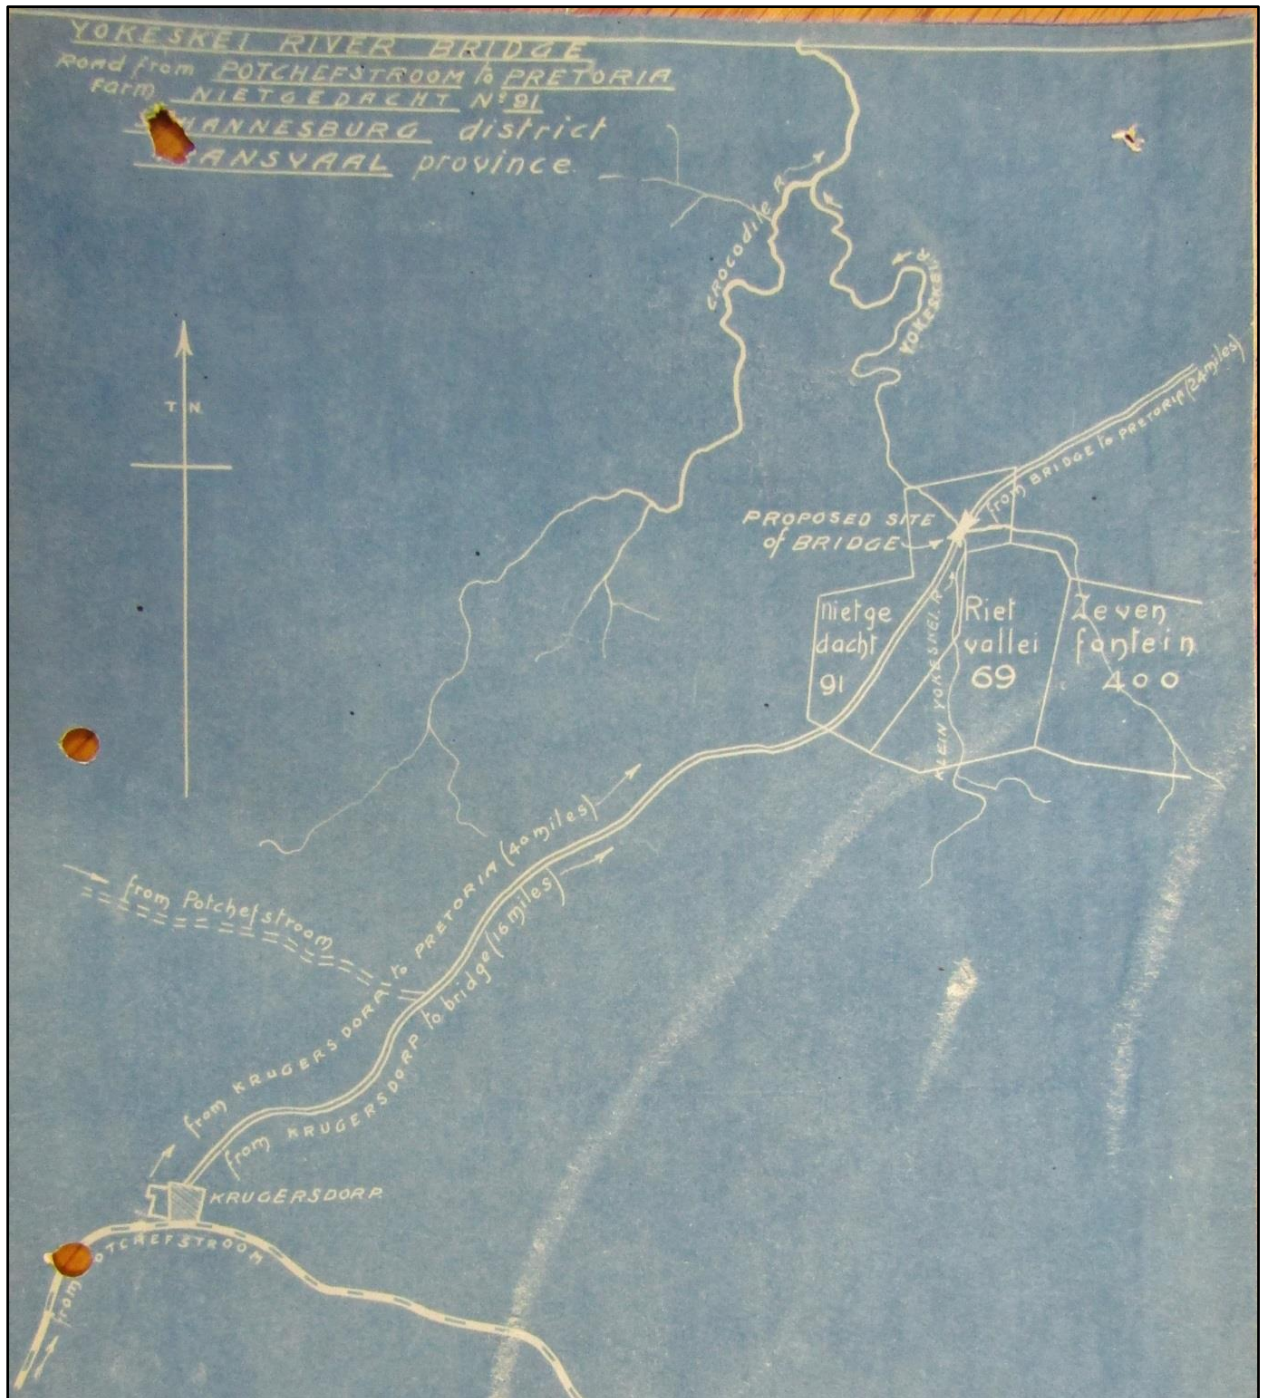 YOKESKEI RIVER BRIDGE
Road from POTCHEFSTROOM to PRETORIA
farm NIETGEDACHT Nº 91
HANNESBURG district
ANSVAAL province
CROCODILE R
YOKESKEI R
T.N.
from BRIDGE to PRETORIA (24 miles)
PROPOSED SITE
of BRIDGE
Nietge
dacht
91
KLEIN YOKESKEI. R
Riet
vallei
69
Zeven
fontein
400
from KRUGERSDORP to PRETORIA (40 miles)
from KRUGERSDORP to bridge (16 miles)
from Potchefstroom
KRUGERSDORP.
from OTCHEFSTROOM